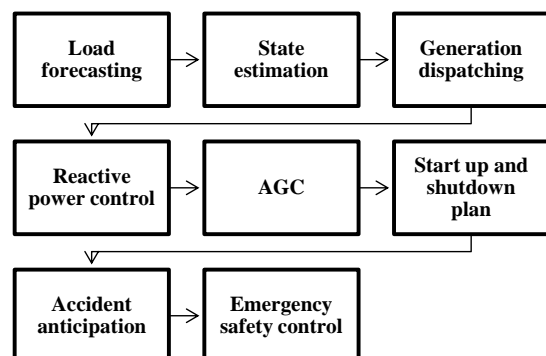 Load
forecasting
State
estimation
Generation
dispatching
Reactive
power control
AGC
Start up and
shutdown
plan
Accident
anticipation
Emergency
safety control